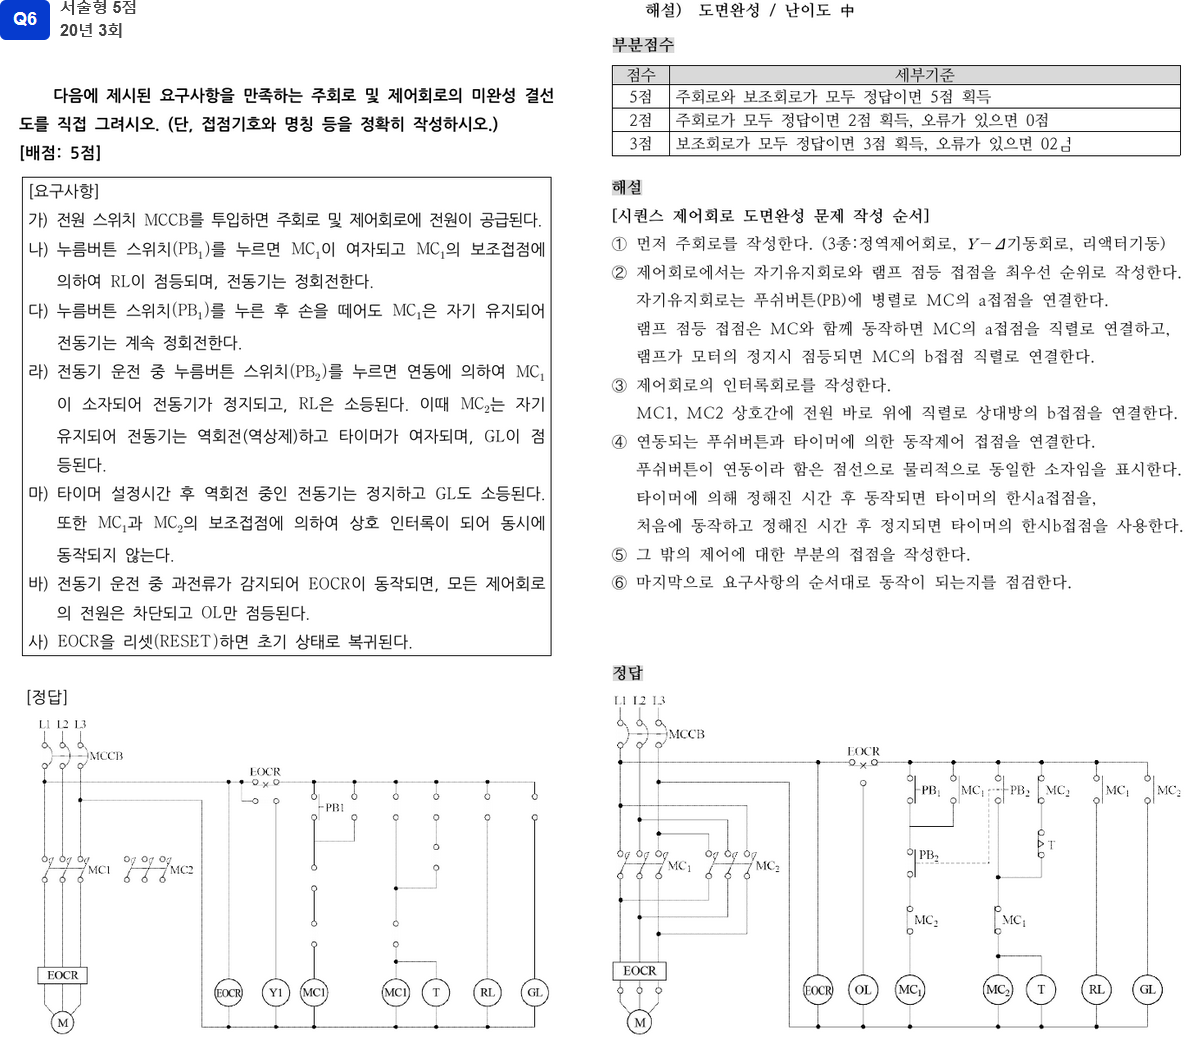 Q6
서술형 5점
20년 3회
다음에 제시된 요구사항을 만족하는 주회로 및 제어회로의 미완성 결선
도를 직접 그려시오. (단, 접점기호와 명칭 등을 정확히 작성하시오.)
[배점: 5점]
[요구사항]
가) 전원 스위치 MCCB를 투입하면 주회로 및 제어회로에 전원이 공급된다.
나) 누름버튼 스위치(PB₁)를 누르면 MC₁이 여자되고 MC₁의 보조접점에
의하여 RL이 점등되며, 전동기는 정회전한다.
다) 누름버튼 스위치(PB₁)를 누른 후 손을 떼어도 MC₁은 자기 유지되어
전동기는 계속 정회전한다.
라) 전동기 운전 중 누름버튼 스위치(PB₂)를 누르면 연동에 의하여 MC₁
이 소자되어 전동기가 정지되고, RL은 소등된다. 이때 MC₂는 자기
유지되어 전동기는 역회전(역상제)하고 타이머가 여자되며, GL이 점
등된다.
마) 타이머 설정시간 후 역회전 중인 전동기는 정지하고 GL도 소등된다.
또한 MC₁과 MC₂의 보조접점에 의하여 상호 인터록이 되어 동시에
동작되지 않는다.
바) 전동기 운전 중 과전류가 감지되어 EOCR이 동작되면, 모든 제어회로
의 전원은 차단되고 OL만 점등된다.
사) EOCR을 리셋(RESET)하면 초기 상태로 복귀된다.
[정답]
L1 L2 L3
MCCB
EOCR
PB1
MC1
MC2
EOCR
EOCR
Y1
MC1
MC1
T
RL
GL
M
해설) 도면완성 / 난이도 中
부분점수
점수 세부기준
5점 주회로와 보조회로가 모두 정답이면 5점 획득
2점 주회로가 모두 정답이면 2점 획득, 오류가 있으면 0점
3점 보조회로가 모두 정답이면 3점 획득, 오류가 있으면 02긤
해설
[시퀀스 제어회로 도면완성 문제 작성 순서]
① 먼저 주회로를 작성한다. (3종:정역제어회로, Y−Δ기동회로, 리액터기동)
② 제어회로에서는 자기유지회로와 램프 점등 접점을 최우선 순위로 작성한다.
자기유지회로는 푸쉬버튼(PB)에 병렬로 MC의 a접점을 연결한다.
램프 점등 접점은 MC와 함께 동작하면 MC의 a접점을 직렬로 연결하고,
램프가 모터의 정지시 점등되면 MC의 b접점 직렬로 연결한다.
③ 제어회로의 인터록회로를 작성한다.
MC1, MC2 상호간에 전원 바로 위에 직렬로 상대방의 b접점을 연결한다.
④ 연동되는 푸쉬버튼과 타이머에 의한 동작제어 접점을 연결한다.
푸쉬버튼이 연동이라 함은 점선으로 물리적으로 동일한 소자임을 표시한다.
타이머에 의해 정해진 시간 후 동작되면 타이머의 한시a접점을,
처음에 동작하고 정해진 시간 후 정지되면 타이머의 한시b접점을 사용한다.
⑤ 그 밖의 제어에 대한 부분의 접점을 작성한다.
⑥ 마지막으로 요구사항의 순서대로 동작이 되는지를 점검한다.
정답
L1 L2 L3
MCCB
EOCR
PB₁
MC₁
PB₂
MC₂
MC₁
MC₂
T
PB₂
MC₁
MC₂
MC₂
MC₁
EOCR
EOCR
OL
MC₁
MC₂
T
RL
GL
M